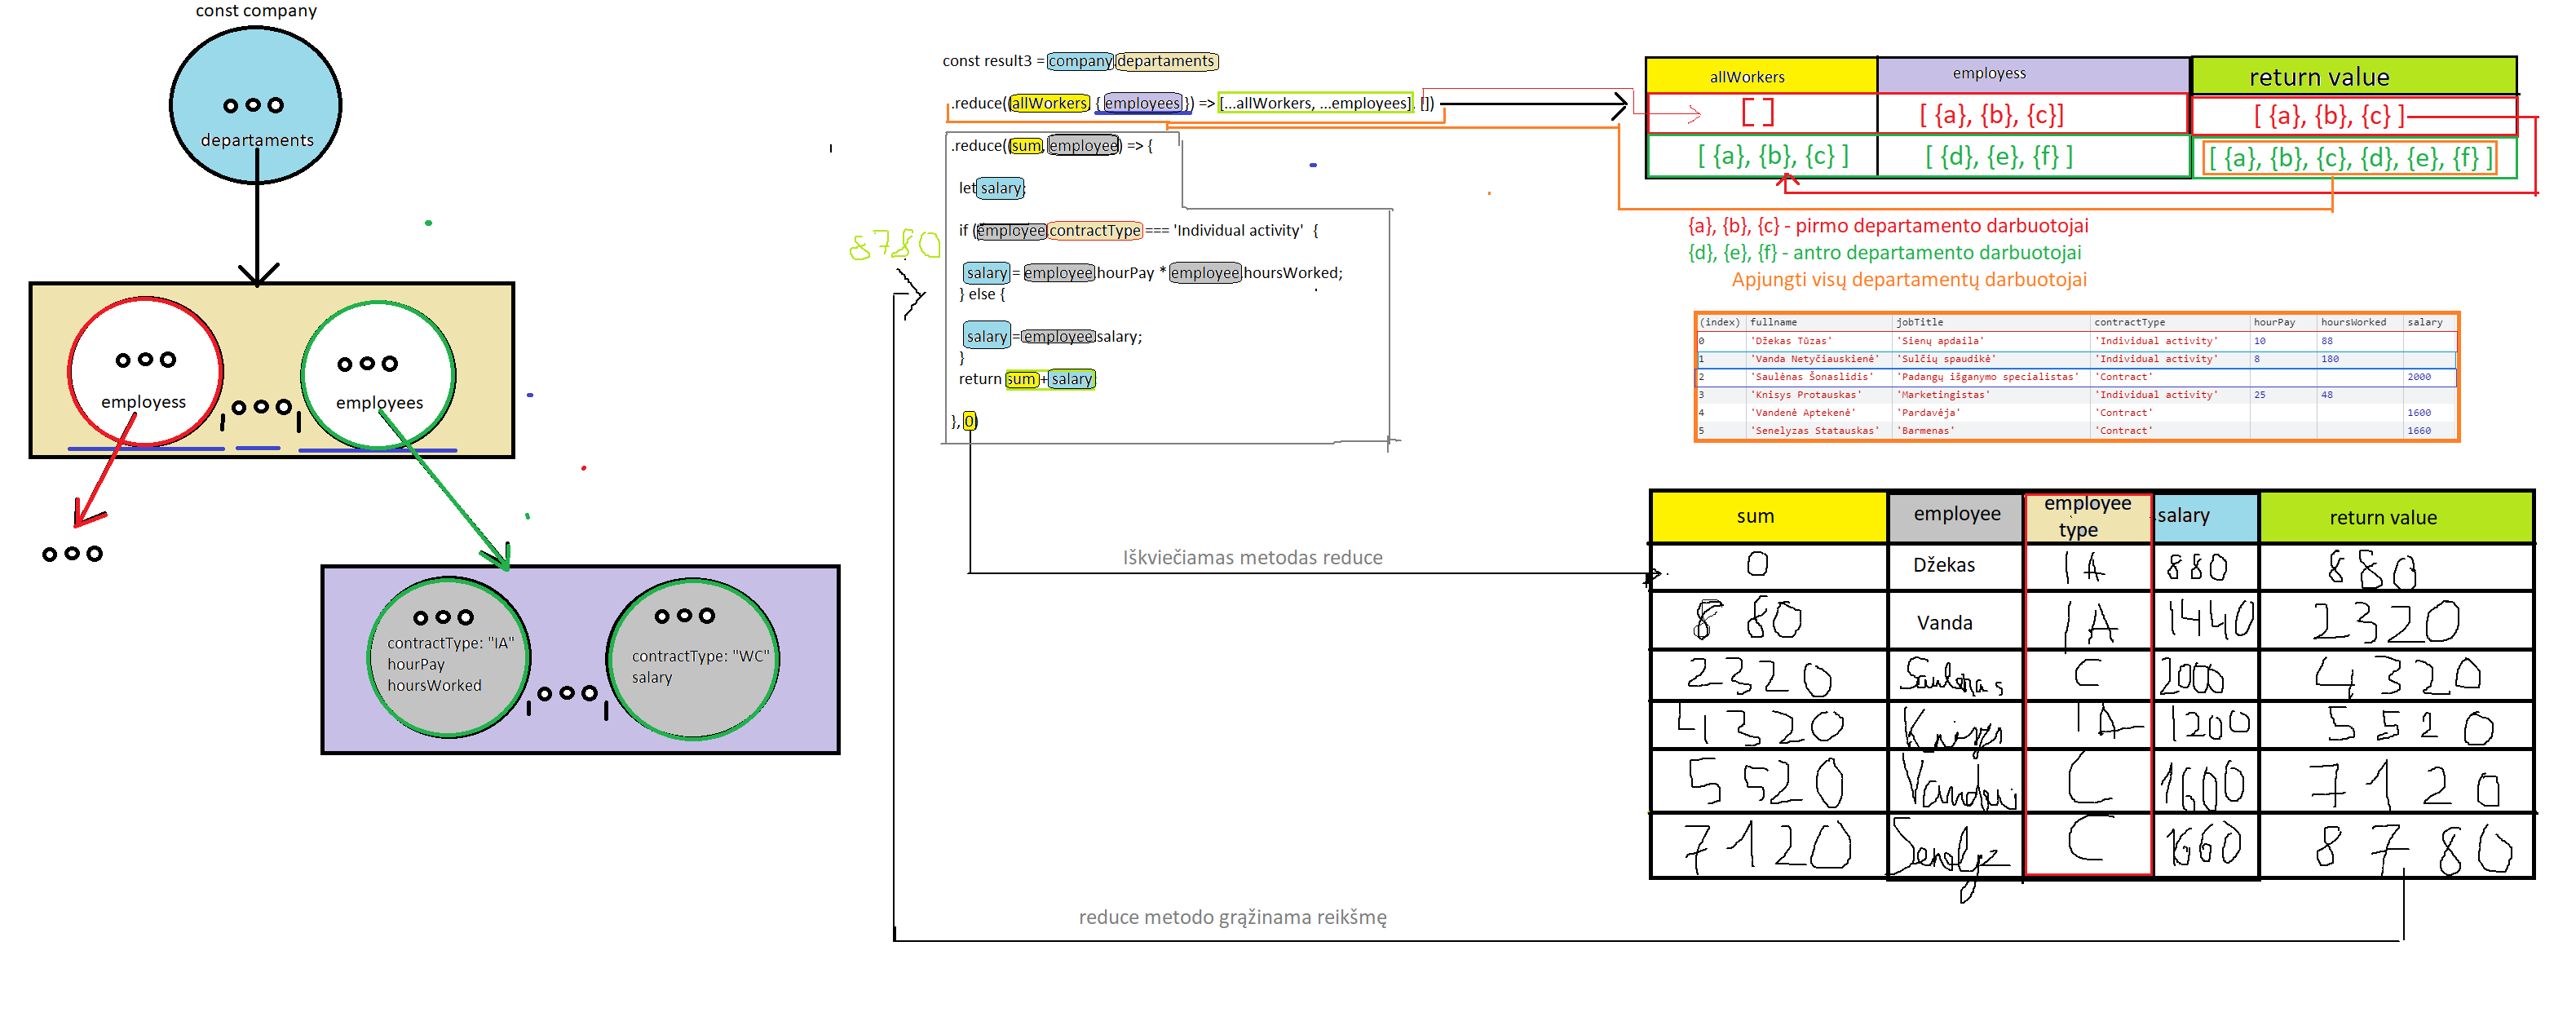 const company
departaments
employess
employees
contractType: "IA"
hourPay
hoursWorked
contractType: "WC"
salary
const result3 = company.departaments
.reduce((allWorkers, { employees }) => [...allWorkers, ...employees], [])
.reduce((sum, employee) => {
let salary;
if (employee.contractType === 'Individual activity' {
salary = employee.hourPay * employee.hoursWorked;
} else {
salary = employee.salary;
}
return sum + salary
}, 0)
8780
Iškviečiamas metodas reduce
reduce metodo grąžinama reikšmę
allWorkers employess return value
[ ] [ {a}, {b}, {c}] [ {a}, {b}, {c} ]
[ {a}, {b}, {c} ] [ {d}, {e}, {f} ] [ {a}, {b}, {c}, {d}, {e}, {f} ]
{a}, {b}, {c} - pirmo departamento darbuotojai
{d}, {e}, {f} - antro departamento darbuotojai
Apjungti visų departamentų darbuotojai
(index) fullname jobTitle contractType hourPay hoursWorked salary
0 'Džekas Tūzas' 'Sienų apdaila' 'Individual activity' 10 88
1 'Vanda Netyčiauskienė' 'Sulčių spaudikė' 'Individual activity' 8 180
2 'Saulėnas Šonaslidis' 'Padangų išganymo specialistas' 'Contract' 2000
3 'Knisys Protauskas' 'Marketingistas' 'Individual activity' 25 48
4 'Vandenė Aptekenė' 'Pardavėja' 'Contract' 1600
5 'Senelyzas Statauskas' 'Barmenas' 'Contract' 1660
sum employee employee type salary return value
0 Džekas IA 880 880
880 Vanda IA 1440 2320
2320 Saulėnas C 2000 4320
4320 Knisys IA 1200 5520
5520 C 1600 7120
7120 C 1660 8780